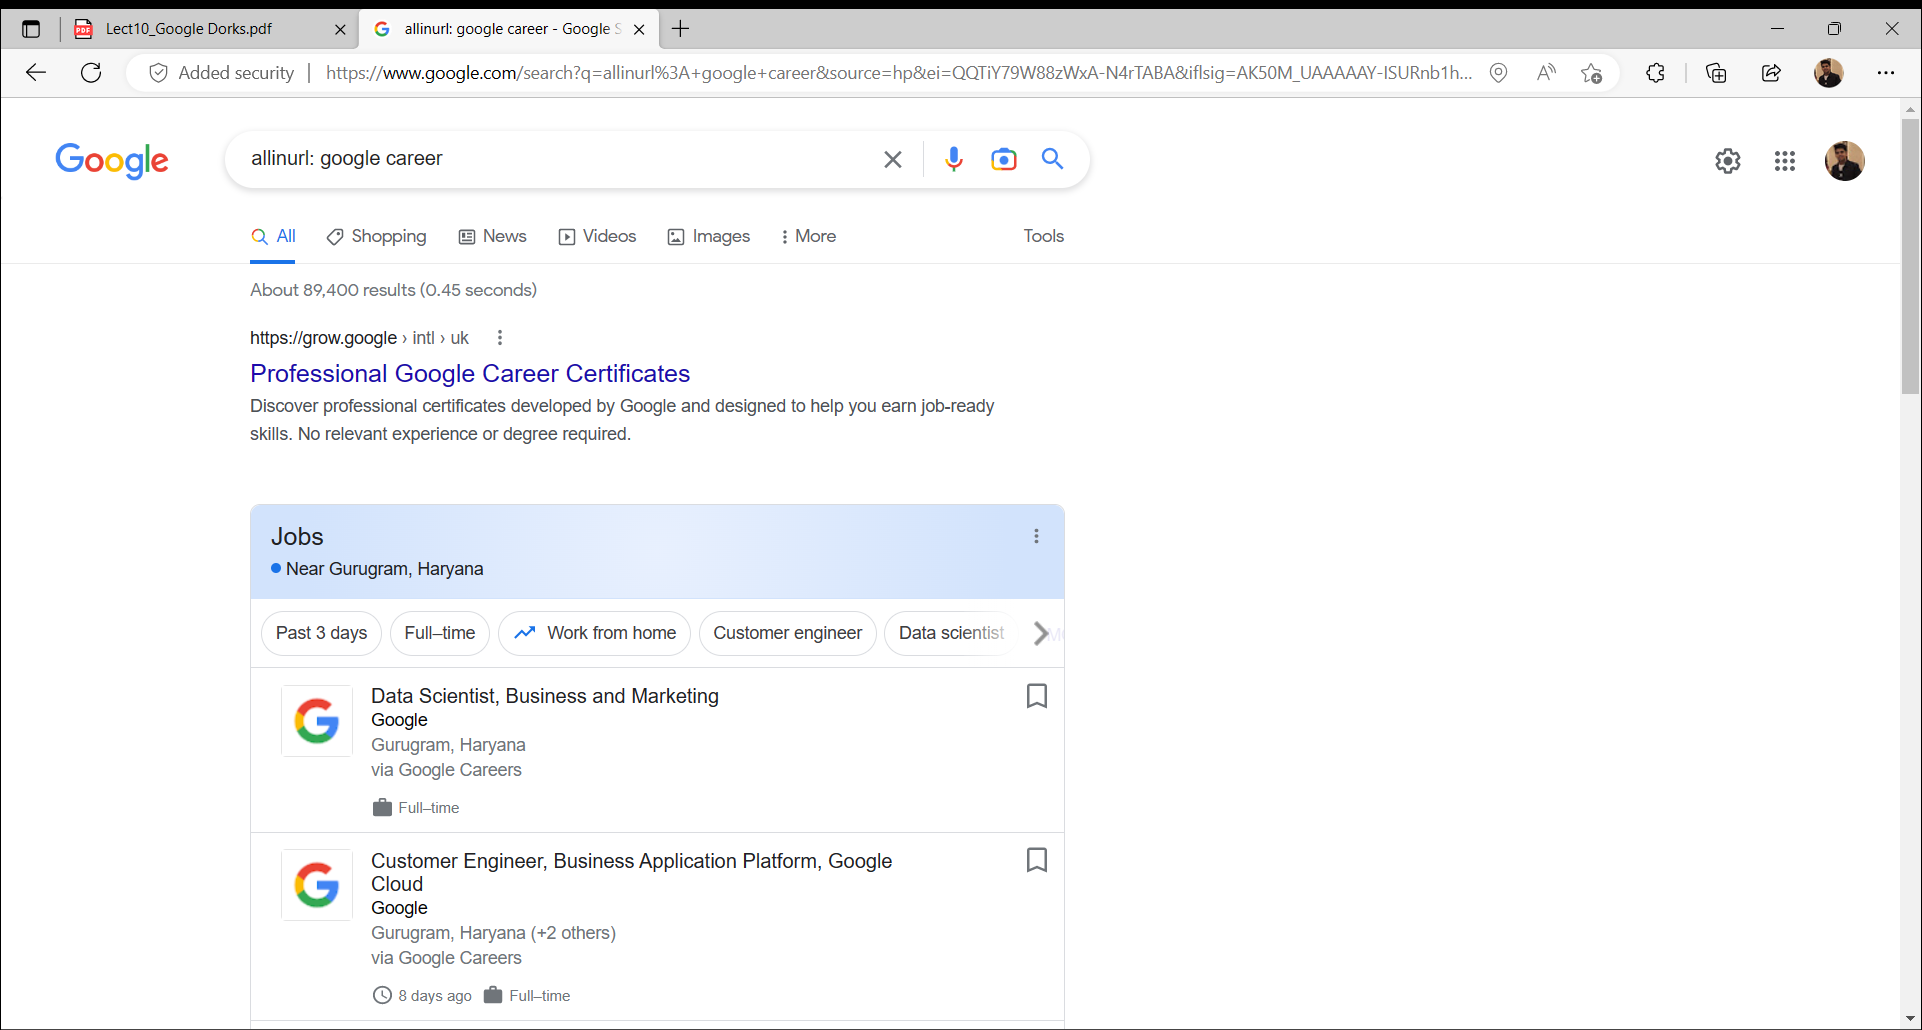 Lect10_Google Dorks.pdf
allinurl: google career - Google S
Added security
https://www.google.com/search?q=allinurl%3A+google+career&source=hp&ei=QQTiY79W88zWxA-N4rTABA&iflsig=AK50M_UAAAAAY-ISURnb1h...
Google
allinurl: google career
All
Shopping
News
Videos
Images
More
Tools
About 89,400 results (0.45 seconds)
https://grow.google › intl › uk
Professional Google Career Certificates
Discover professional certificates developed by Google and designed to help you earn job-ready
skills. No relevant experience or degree required.
Jobs
Near Gurugram, Haryana
Past 3 days
Full–time
Work from home
Customer engineer
Data scientist
Data Scientist, Business and Marketing
Google
Gurugram, Haryana
via Google Careers
Full–time
Customer Engineer, Business Application Platform, Google
Cloud
Google
Gurugram, Haryana (+2 others)
via Google Careers
8 days ago
Full–time